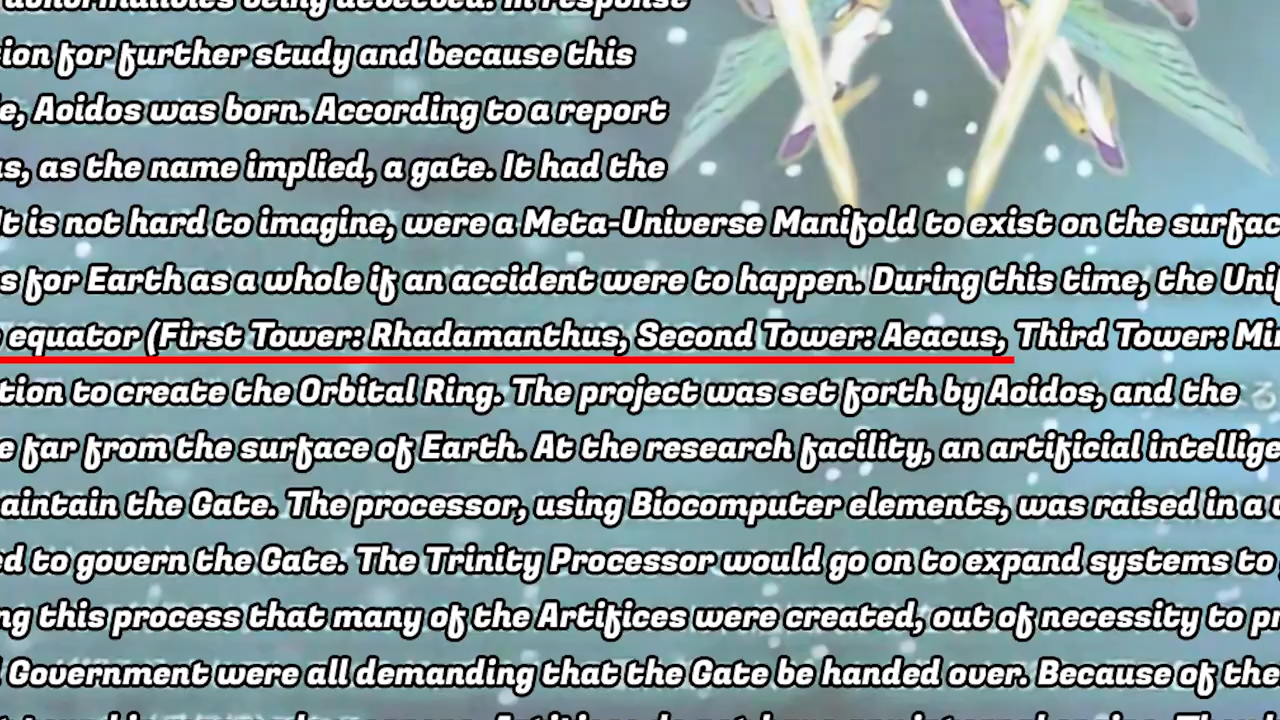 abnormalities being detected. In response
ion for further study and because this
e, Aoidos was born. According to a report
s, as the name implied, a gate. It had the
It is not hard to imagine, were a Meta-Universe Manifold to exist on the surfac
s for Earth as a whole if an accident were to happen. During this time, the Uni
equator (First Tower: Rhadamanthus, Second Tower: Aeacus, Third Tower: Mi
tion to create the Orbital Ring. The project was set forth by Aoidos, and the
e far from the surface of Earth. At the research facility, an artificial intellige
aintain the Gate. The processor, using Biocomputer elements, was raised in a
ed to govern the Gate. The Trinity Processor would go on to expand systems to
ng this process that many of the Artifices were created, out of necessity to pr
Government were all demanding that the Gate be handed over. Because of the